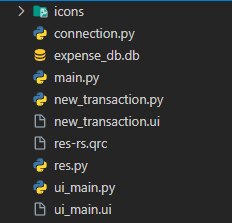 icons
connection.py
expense_db.db
main.py
new_transaction.py
new_transaction.ui
res-rs.qrc
res.py
ui_main.py
ui_main.ui